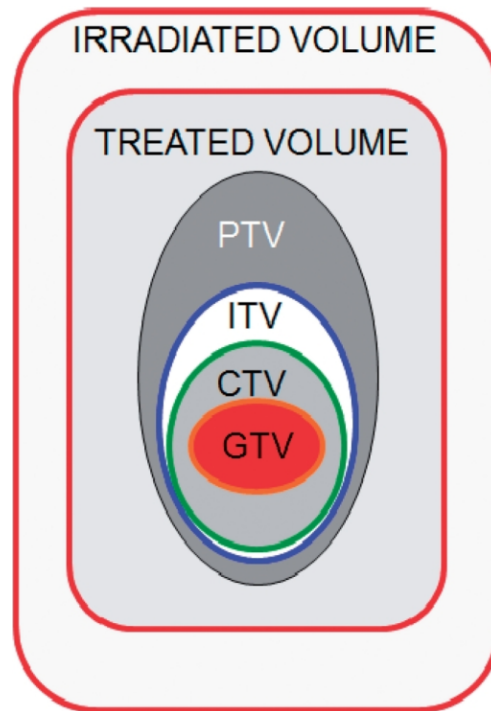 IRRADIATED VOLUME
TREATED VOLUME
PTV
ITV
CTV
GTV